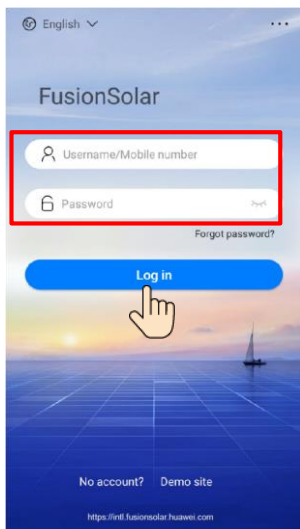 English
FusionSolar
Username/Mobile number
Password
Forgot password?
Log in
No account? Demo site
https://intl.fusionsolar.huawei.com